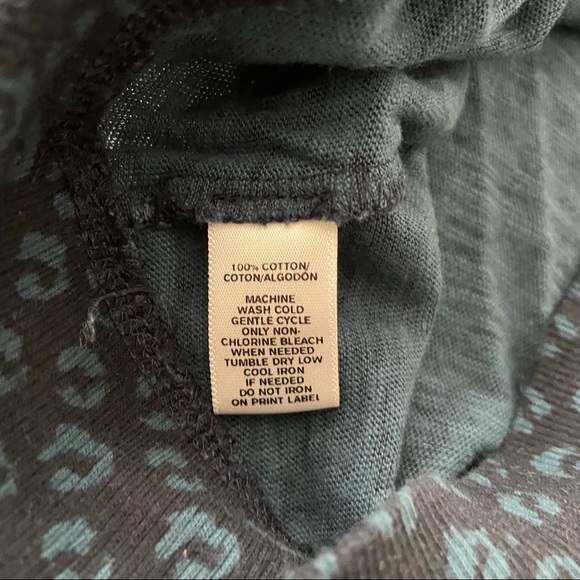 100% COTTON/
COTON/ALGODÓN
MACHINE
WASH COLD
GENTLE CYCLE
ONLY NON-
CHLORINE BLEACH
WHEN NEEDED
TUMBLE DRY LOW
COOL IRON
IF NEEDED
DO NOT IRON
ON PRINT LABEL